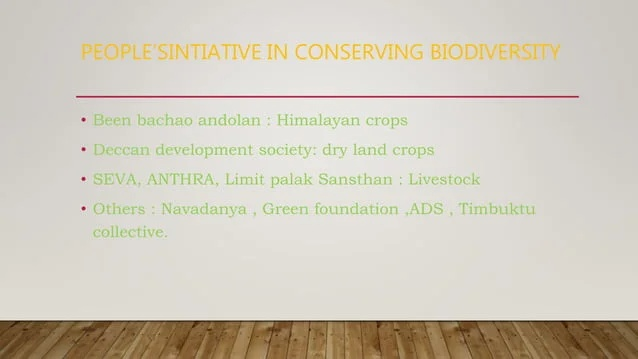 PEOPLE'SINTIATIVE IN CONSERVING BIODIVERSITY
• Been bachao andolan : Himalayan crops
• Deccan development society: dry land crops
• SEVA, ANTHRA, Limit palak Sansthan : Livestock
• Others : Navadanya , Green foundation ,ADS , Timbuktu
collective.